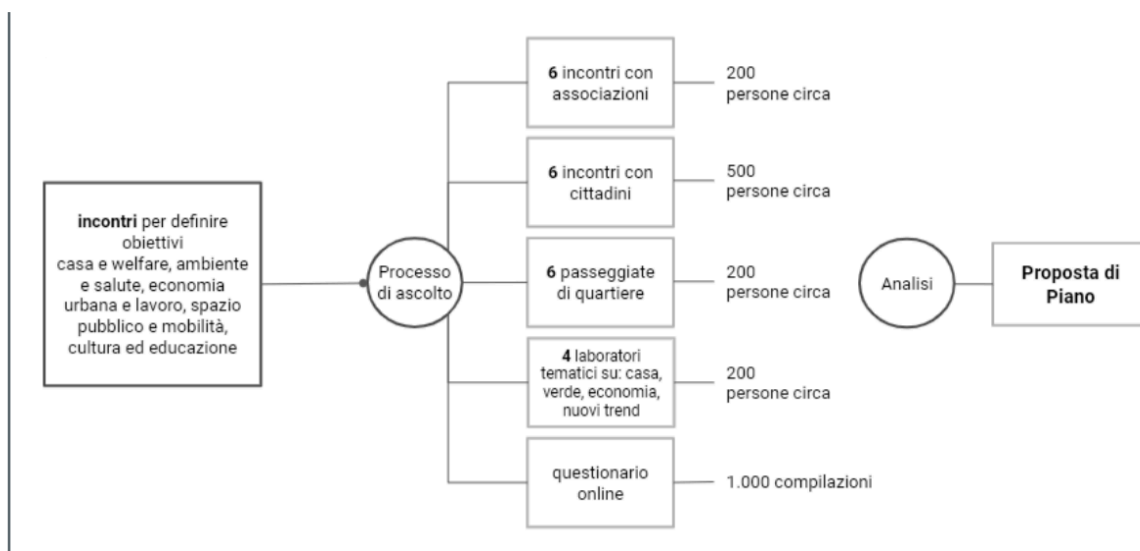 incontri per definire
obiettivi
casa e welfare, ambiente
e salute, economia
urbana e lavoro, spazio
pubblico e mobilità,
cultura ed educazione
Processo
di ascolto
6 incontri con
associazioni
200
persone circa
6 incontri con
cittadini
500
persone circa
6 passeggiate
di quartiere
200
persone circa
4 laboratori
tematici su: casa,
verde, economia,
nuovi trend
200
persone circa
questionario
online
1.000 compilazioni
Analisi
Proposta di
Piano